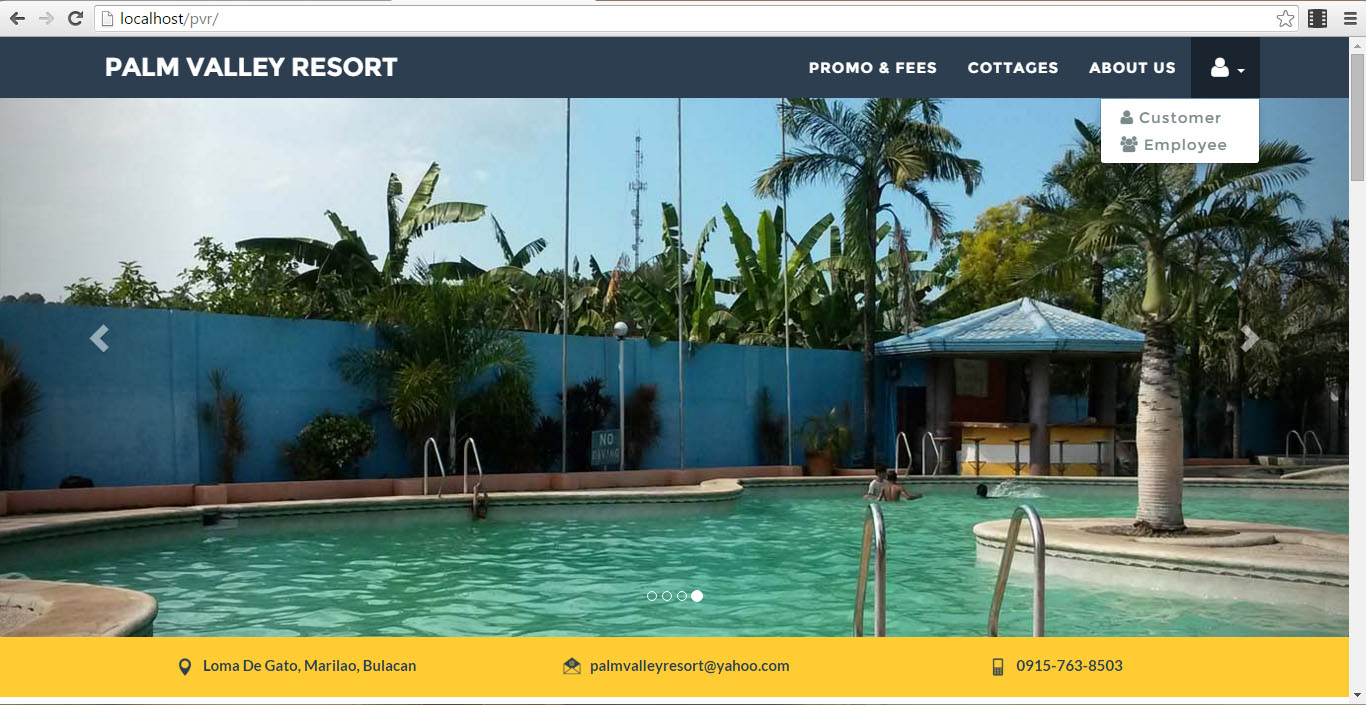 localhost/pvr/
PALM VALLEY RESORT
PROMO & FEES
COTTAGES
ABOUT US
Customer
Employee
NO
DIVING
Loma De Gato, Marilao, Bulacan
palmvalleyresort@yahoo.com
0915-763-8503